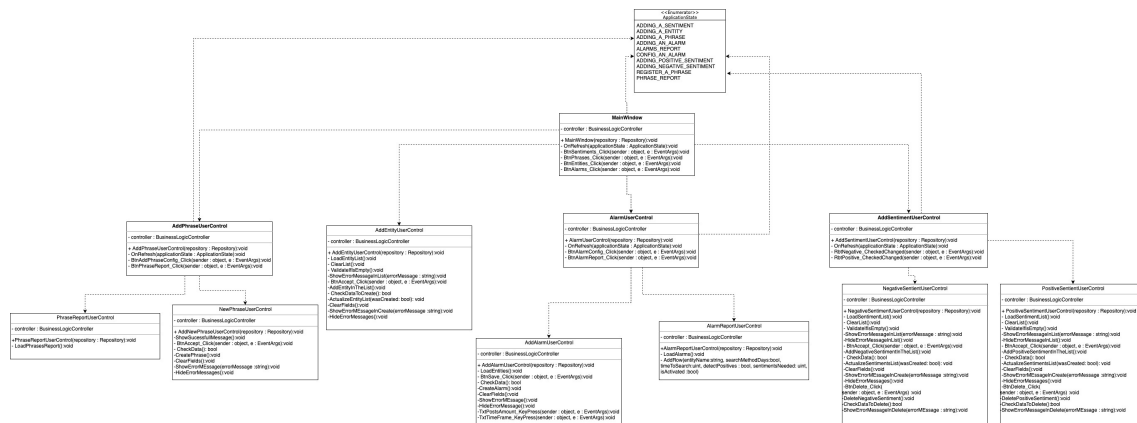 <<Enumerator>>
ApplicationState
ADDING_A_SENTIMENT
ADDING_A_ENTITY
ADDING_A_PHRASE
ADDING_AN_ALARM
ALARMS_REPORT
CONFIG_AN_ALARM
ADDING_POSITIVE_SENTIMENT
ADDING_NEGATIVE_SENTIMENT
REGISTER_A_PHRASE
PHRASE_REPORT
MainWindow
- controller : BusinessLogicController
+ MainWindow(repository : Repository):void
- OnRefresh(applicationState : ApplicationState):void
- BtnSentiments_Click(sender : object, e : EventArgs):void
- BtnPhrases_Click(sender : object, e : EventArgs):void
- BtnEntities_Click(sender : object, e : EventArgs):void
- BtnAlarms_Click(sender : object, e : EventArgs):void
AddPhraseUserControl
- controller : BusinessLogicController
+ AddPhraseUserControl(repository : Repository):void
- OnRefresh(applicationState : ApplicationState):void
- BtnAddPhraseConfig_Click(sender : object, e : EventArgs):void
- BtnPhraseReport_Click(sender : object, e : EventArgs):void
AddEntityUserControl
- controller : BusinessLogicController
+ AddEntityUserControl(repository : Repository):void
- LoadEntityList():void
- ClearList():void
- ValidateIfIsEmpty():void
-ShowErrorMessageInList(errorMessage : string):void
- BtnAccept_Click(sender : object, e : EventArgs):void
-AddEntityInTheList():void
- CheckDataToCreate(): bool
-ActualizeEntityList(wasCreated: bool): void
-ClearFields():void
-ShowErrorMEssageInCreate(errorMessage : string):void
-HideErrorMessages():void
AlarmUserControl
- controller : BusinessLogicController
+ AlarmUserControl(repository : Repository):void
- OnRefresh(applicationState : ApplicationState):void
- BtnAlarmConfig_Click(sender : object, e : EventArgs):void
- BtnAlarmReport_Click(sender : object, e : EventArgs):void
AddSentimentUserControl
- controller : BusinessLogicController
+ AddSentimentUserControl(repository : Repository):void
- OnRefresh(applicationState : ApplicationState):void
- RbtNegative_CheckedChanged(sender : object, e : EventArgs):void
- RbtPositive_CheckedChanged(sender : object, e : EventArgs):void
PhraseReportUserControl
- controller : BusinessLogicController
+PhraseReportUserControl(repository : Repository):void
- LoadPhrasesReport():void
NewPhraseUserControl
- controller : BusinessLogicController
+ AddNewPhraseUserControl(repository : Repository):void
-ShowSucessfulMessage():void
- BtnAccept_Click(sender : object, e : EventArgs):void
- CheckData(): bool
-CreatePhrase():void
-ClearFields():void
-ShowErrorMEssage(errorMessage : string):void
-HideErrorMessages():void
AddAlarmUserControl
- controller : BusinessLogicController
+ AddAlarmUserControl(repository : Repository):void
- LoadEntities():void
- BtnSave_Click(sender : object, e : EventArgs):void
- CheckData(): bool
-CreateAlarm():void
-ClearFields():void
-ShowErrorMEssage():void
-HideErrorMessage():void
-TxtPostsAmount_KeyPress(sender : object, e : EventArgs):void
-TxtTimeFrame_KeyPress(sender : object, e : EventArgs):void
AlarmReportUserControl
- controller : BusinessLogicController
+AlarmReportUserControl(repository : Repository):void
- LoadAlarms():void
- AddRow(entityName:string, searchMethodDays:bool,
timeToSearch:uint, detectPositives : bool, sentimentsNeeded: uint,
isActivated : bool)
NegativeSentientUserControl
- controller : BusinessLogicController
+ NegativeSentimentUserControl(repository : Repository):void
- LoadSentimentList():void
- ClearList():void
- ValidateIfIsEmpty():void
-ShowErrorMessageInList(errorMessage : string):void
-HideErrorMessageInList():void
- BtnAccept_Click(sender : object, e : EventArgs):void
-AddNegativeSentimentInTheList():void
- CheckData(): bool
-ActualizeSentimentsList(wasCreated: bool): void
-ClearFields():void
-ShowErrorMEssageInCreate(errorMessage : string):void
-HideErrorMessages():void
-BtnDelete_Click(
sender : object, e : EventArgs) :void
-DeleteNegativeSentiment():void
-CheckDataToDelete():bool
-ShowErrorMessageInDelete(errorMEssage : string):void
PositiveSentientUserControl
- controller : BusinessLogicController
+ PositiveSentimentUserControl(repository : Repository):void
- LoadSentimentList():void
- ClearList():void
- ValidateIfIsEmpty():void
-ShowErrorMessageInList(errorMessage : string):void
-HideErrorMessageInList():void
- BtnAccept_Click(sender : object, e : EventArgs):void
-AddPositiveSentimentInTheList():void
- CheckData(): bool
-ActualizeSentimentsList(wasCreated: bool): void
-ClearFields():void
-ShowErrorMEssageInCreate(errorMessage : string):void
-HideErrorMessages():void
-BtnDelete_Click(
sender : object, e : EventArgs) :void
-DeletePositiveSentiment():void
-CheckDataToDelete():bool
-ShowErrorMessageInDelete(errorMEssage : string):void